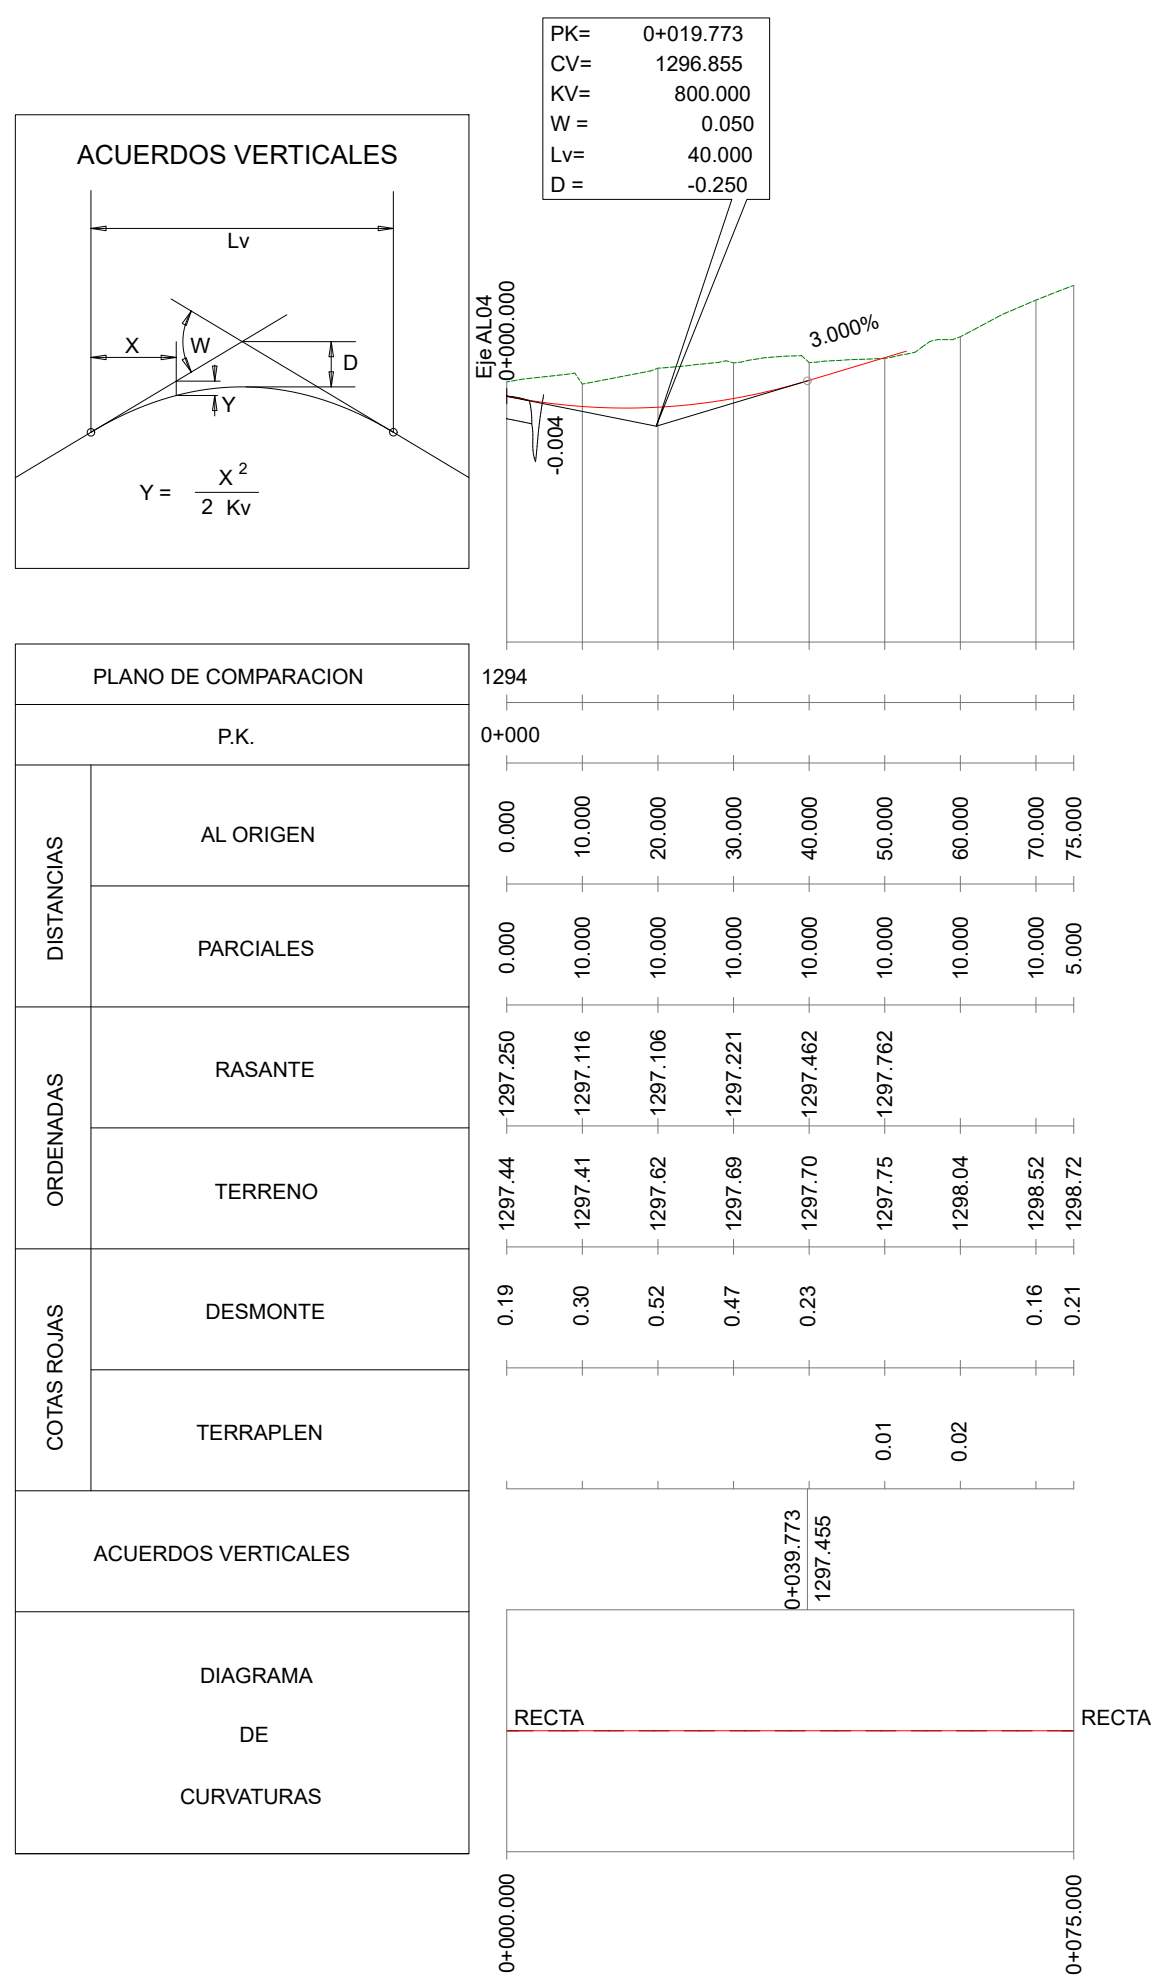 PK= 0+019.773
CV= 1296.855
KV= 800.000
W = 0.050
Lv= 40.000
D = -0.250
ACUERDOS VERTICALES
Lv
X
W
D
Y
Y = X 2
2 Kv
Eje AL04
0+000.000
-0.004
3.000%
PLANO DE COMPARACION 1294
P.K. 0+000
DISTANCIAS
AL ORIGEN 0.000 10.000 20.000 30.000 40.000 50.000 60.000 70.000 75.000
PARCIALES 0.000 10.000 10.000 10.000 10.000 10.000 10.000 10.000 5.000
ORDENADAS
RASANTE 1297.250 1297.116 1297.106 1297.221 1297.462 1297.762
TERRENO 1297.44 1297.41 1297.62 1297.69 1297.70 1297.75 1298.04 1298.52 1298.72
COTAS ROJAS
DESMONTE 0.19 0.30 0.52 0.47 0.23 0.16 0.21
TERRAPLEN 0.01 0.02
ACUERDOS VERTICALES
0+039.773
1297.455
DIAGRAMA
DE
CURVATURAS
RECTA RECTA
0+000.000 0+075.000